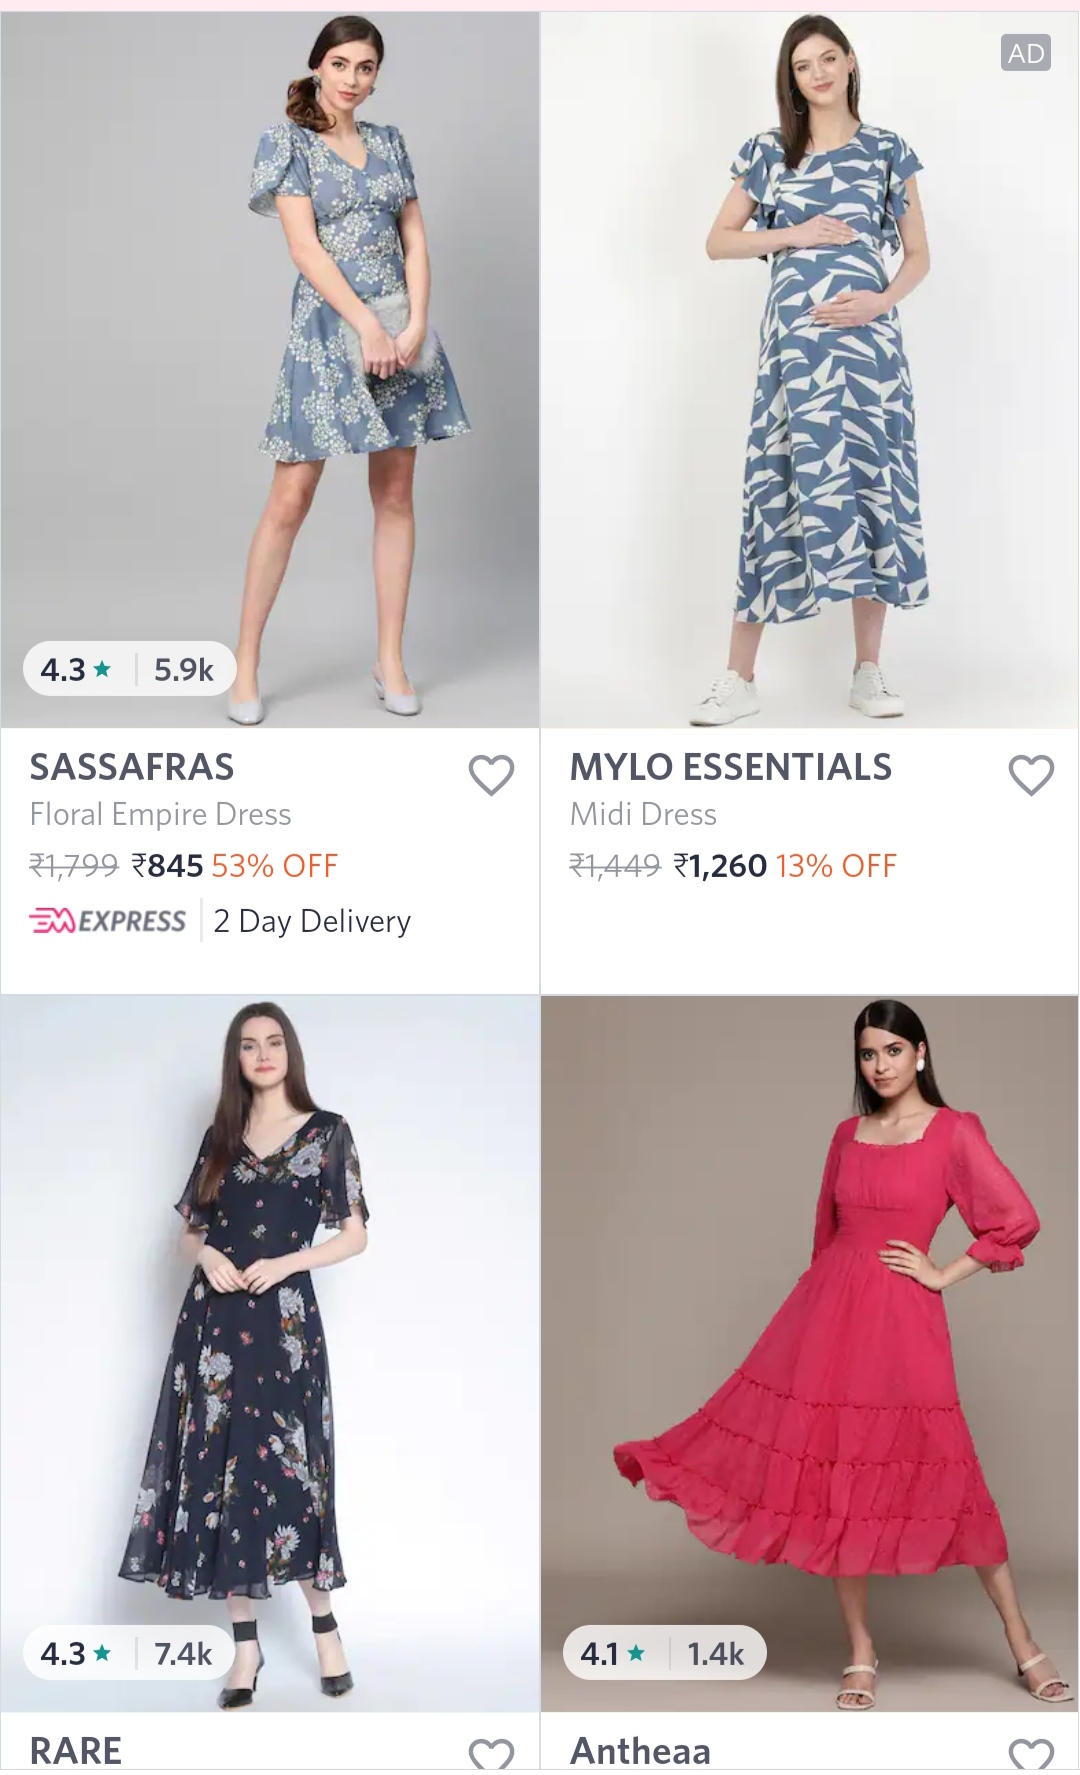 AD
4.3 ★ | 5.9k
SASSAFRAS
Floral Empire Dress
₹1,799 ₹845 53% OFF
EXPRESS | 2 Day Delivery
MYLO ESSENTIALS
Midi Dress
₹1,449 ₹1,260 13% OFF
4.3 ★ | 7.4k
RARE
4.1 ★ | 1.4k
Antheaa